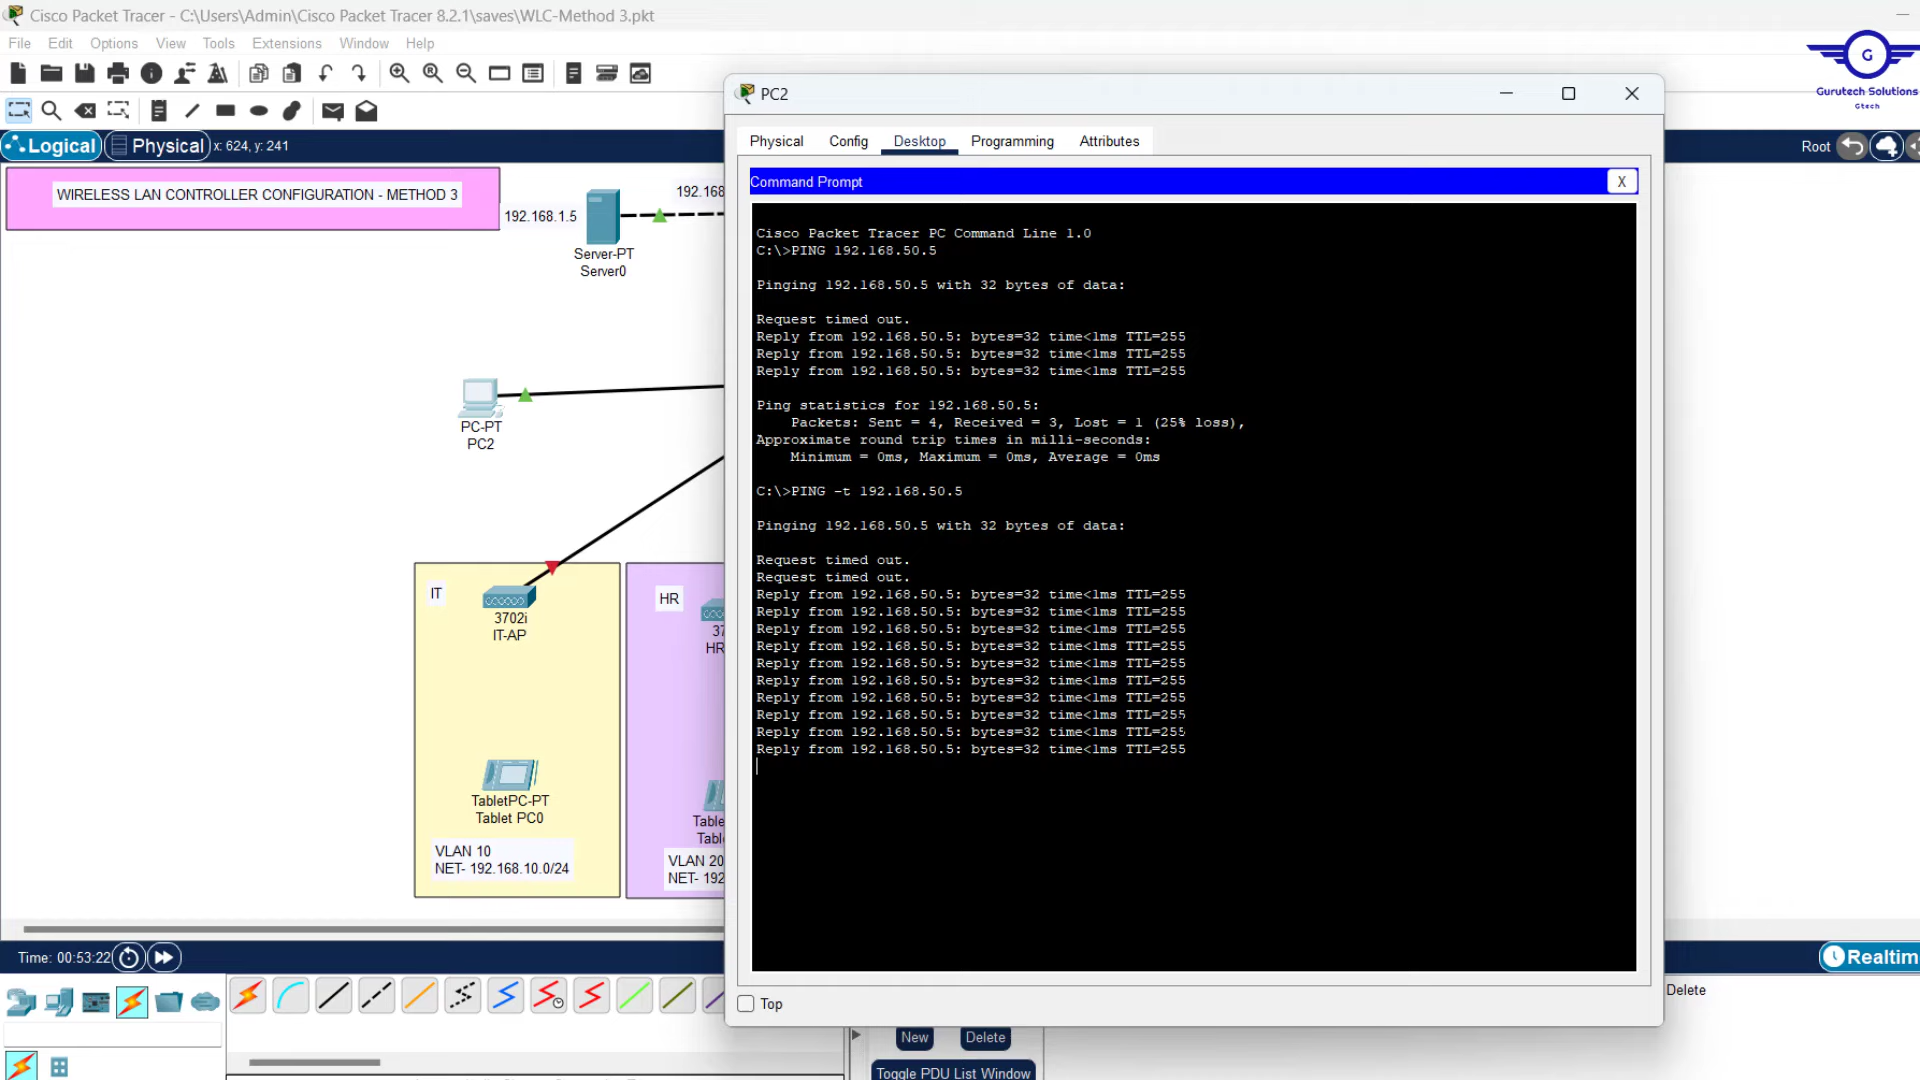 Cisco Packet Tracer - C:\Users\Admin\Cisco Packet Tracer 8.2.1\saves\WLC-Method 3.pkt
File Edit Options View Tools Extensions Window Help
G
Gurutech Solutions
Gtech
Logical Physical x: 624, y: 241
Root
WIRELESS LAN CONTROLLER CONFIGURATION - METHOD 3
192.168.1.5
192.168
Server-PT
Server0
PC-PT
PC2
IT
3702i
IT-AP
TabletPC-PT
Tablet PC0
VLAN 10
NET- 192.168.10.0/24
HR
37
HR
Table
Tabl
VLAN 20
NET- 192
PC2
Physical Config Desktop Programming Attributes
Command Prompt
X
Cisco Packet Tracer PC Command Line 1.0
C:\>PING 192.168.50.5
Pinging 192.168.50.5 with 32 bytes of data:
Request timed out.
Reply from 192.168.50.5: bytes=32 time<1ms TTL=255
Reply from 192.168.50.5: bytes=32 time<1ms TTL=255
Reply from 192.168.50.5: bytes=32 time<1ms TTL=255
Ping statistics for 192.168.50.5:
Packets: Sent = 4, Received = 3, Lost = 1 (25% loss),
Approximate round trip times in milli-seconds:
Minimum = 0ms, Maximum = 0ms, Average = 0ms
C:\>PING -t 192.168.50.5
Pinging 192.168.50.5 with 32 bytes of data:
Request timed out.
Request timed out.
Reply from 192.168.50.5: bytes=32 time<1ms TTL=255
Reply from 192.168.50.5: bytes=32 time<1ms TTL=255
Reply from 192.168.50.5: bytes=32 time<1ms TTL=255
Reply from 192.168.50.5: bytes=32 time<1ms TTL=255
Reply from 192.168.50.5: bytes=32 time<1ms TTL=255
Reply from 192.168.50.5: bytes=32 time<1ms TTL=255
Reply from 192.168.50.5: bytes=32 time<1ms TTL=255
Reply from 192.168.50.5: bytes=32 time<1ms TTL=255
Reply from 192.168.50.5: bytes=32 time<1ms TTL=255
Reply from 192.168.50.5: bytes=32 time<1ms TTL=255
Top
Time: 00:53:22
Realtim
Delete
New Delete
Toggle PDU List Window